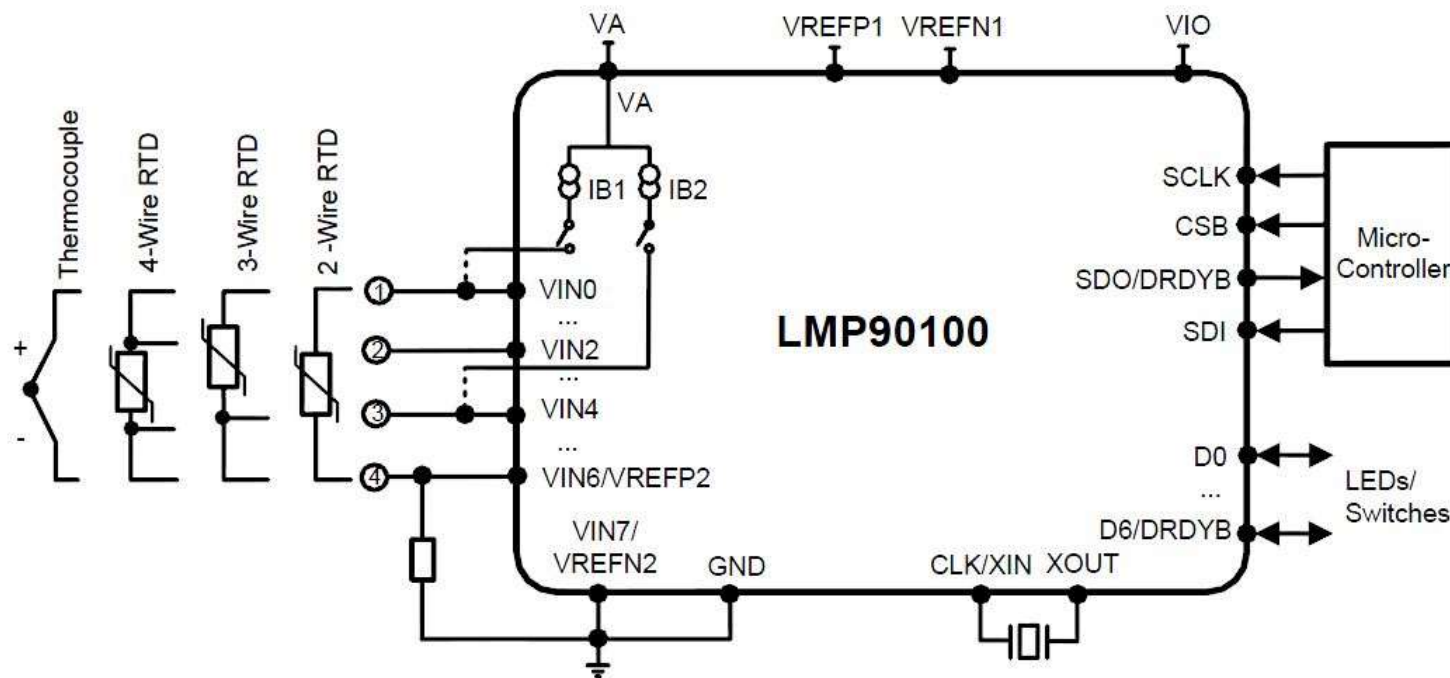 VA
VREFP1
VREFN1
VIO
VA
Thermocouple
4-Wire RTD
3-Wire RTD
2 -Wire RTD
IB1
IB2
SCLK
CSB
SDO/DRDYB
SDI
Micro-
Controller
1
VIN0
...
2
VIN2
...
3
VIN4
...
4
VIN6/VREFP2
+
-
LMP90100
D0
...
D6/DRDYB
LEDs/
Switches
VIN7/
VREFN2
GND
CLK/XIN
XOUT